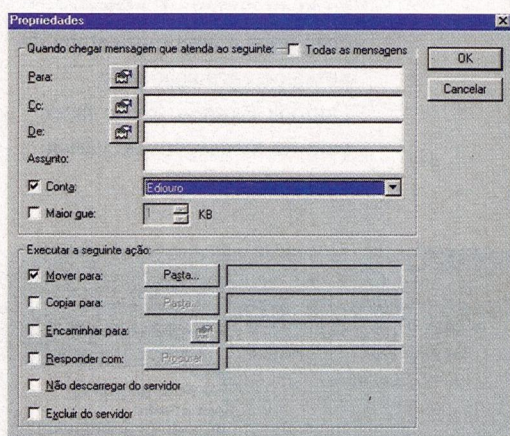 Propriedades
Quando chegar mensagem que atenda ao seguinte: Todas as mensagens
OK
Para:
Cancelar
Cc:
De:
Assunto:
Conta: Ediouro
Maior que: 1 KB
Executar a seguinte ação:
Mover para: Pasta...
Copiar para: Pasta...
Encaminhar para:
Responder com: Procurar
Não descarregar do servidor
Excluir do servidor